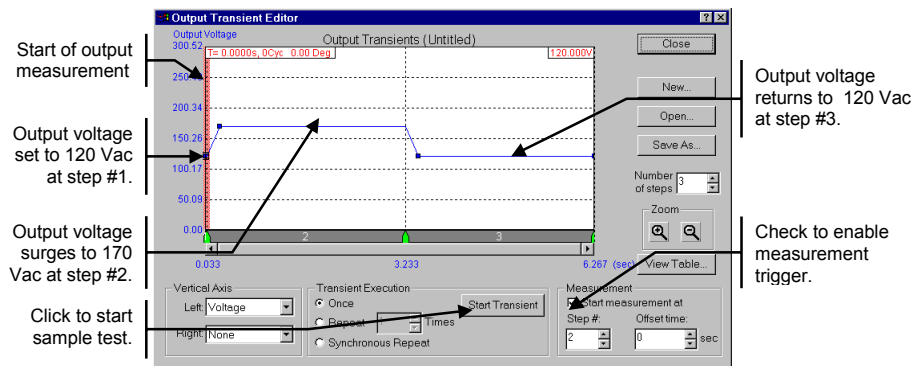 Output Transient Editor
Output Voltage
Output Transients (Untitled)
300.52
T= 0.0000s, 0Cyc 0.00 Deg
120.000V
200.34
150.26
100.17
50.09
0.00
2
3
0.033
3.233
6.267 (sec)
Close
New...
Open...
Save As...
Number of steps
3
Zoom
View Table...
Vertical Axis
Left: Voltage
Right: None
Transient Execution
Once
Repeat
Times
Synchronous Repeat
Start Transient
Measurement
Start measurement at
Step #:
Offset time:
2
0
sec
Start of output
measurement
Output voltage
set to 120 Vac
at step #1.
Output voltage
surges to 170
Vac at step #2.
Click to start
sample test.
Output voltage
returns to 120 Vac
at step #3.
Check to enable
measurement
trigger.